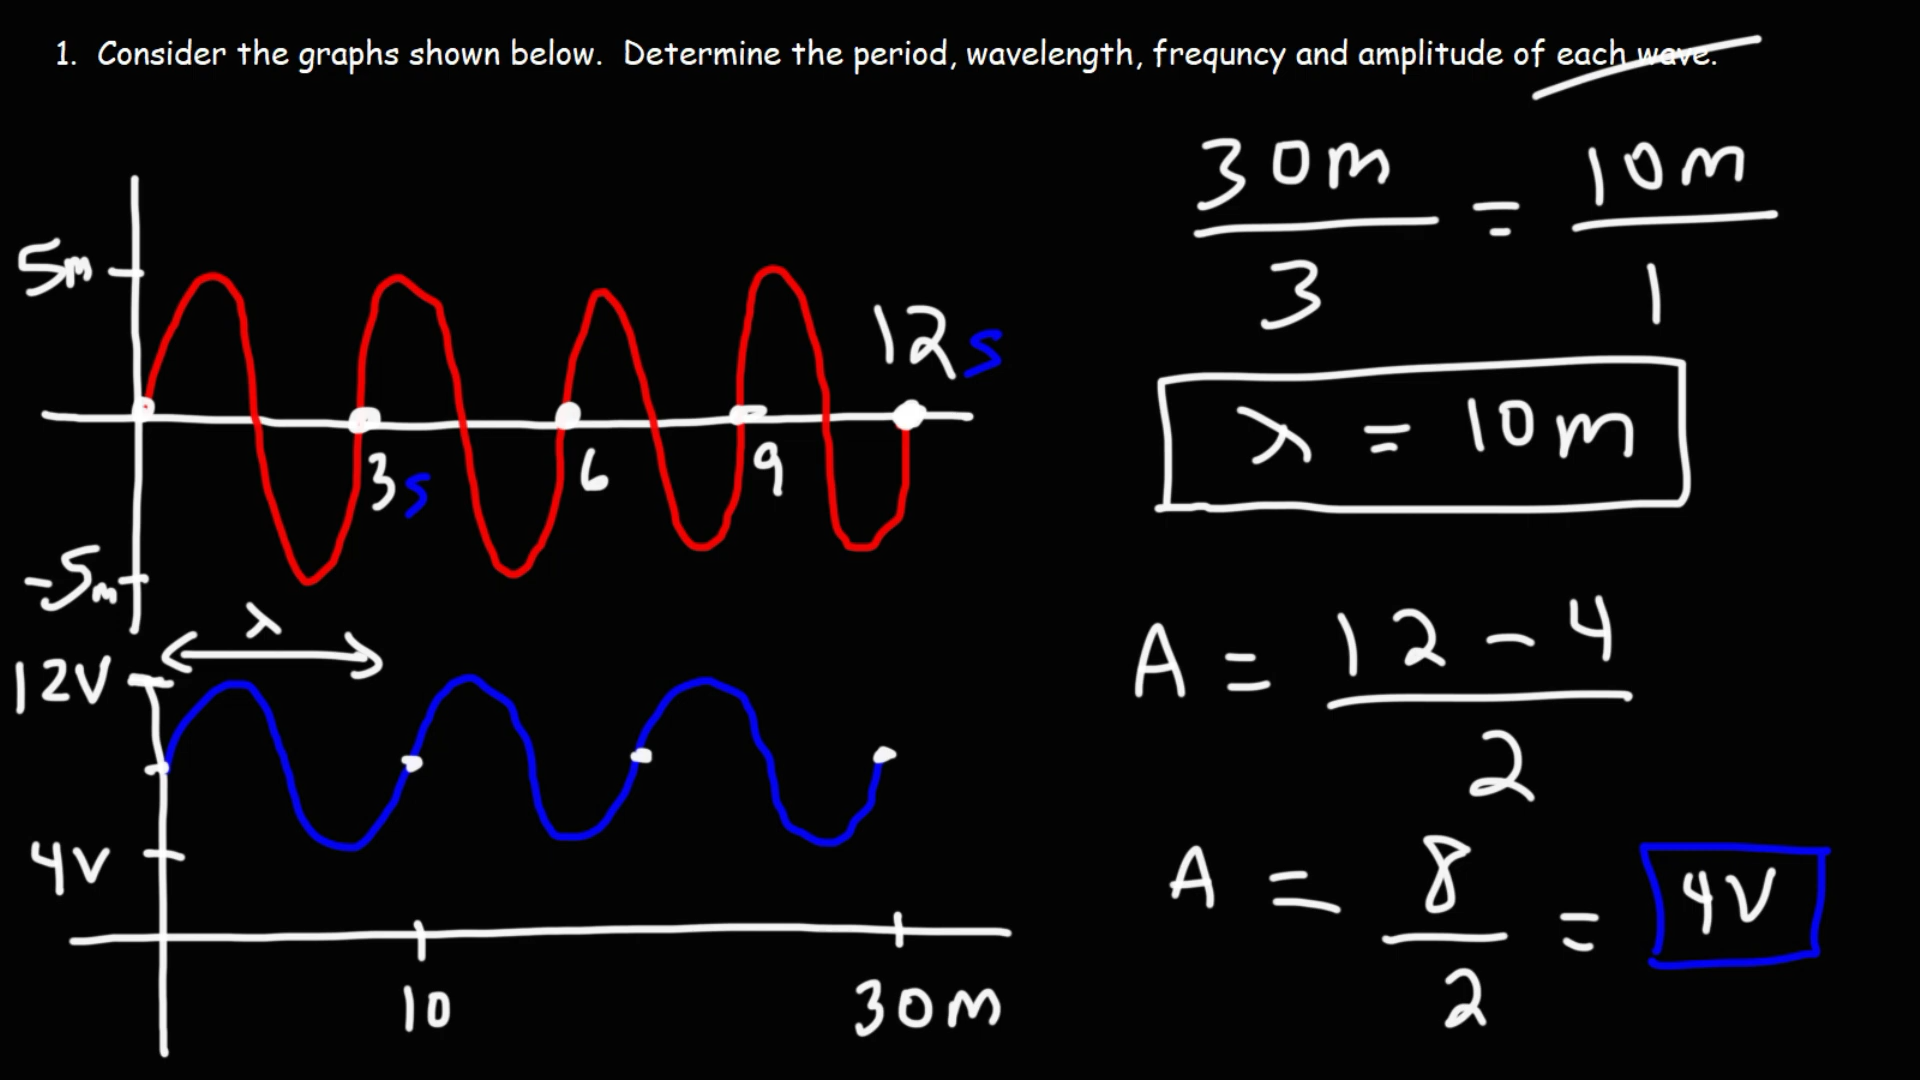 1. Consider the graphs shown below. Determine the period, wavelength, frequncy and amplitude of each wave.
5m
12s
3s
6
9
-5m
λ
12V
4V
10
30m
30m / 3 = 10m / 1
λ = 10m
A = 12 - 4 / 2
A = 8 / 2 = 4V